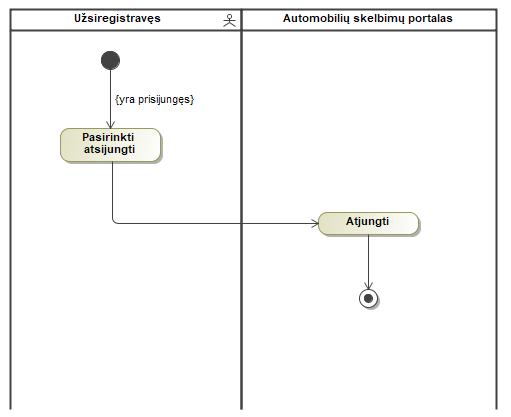 Užsiregistravęs
Automobilių skelbimų portalas
{yra prisijungęs}
Pasirinkti
atsijungti
Atjungti